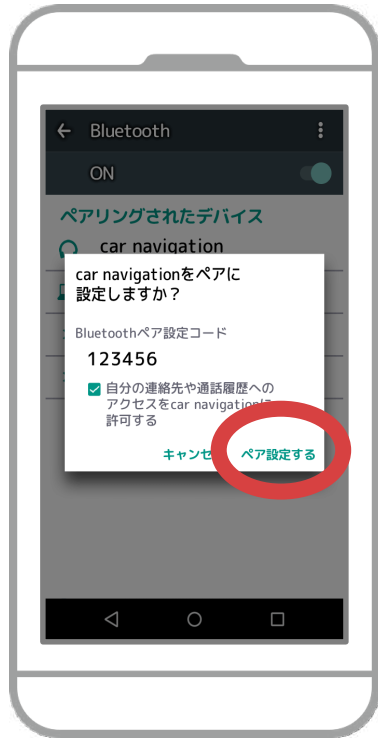 Bluetooth
ON
ペアリングされたデバイス
car navigation
car navigationをペアに
設定しますか？
Bluetoothペア設定コード
123456
自分の連絡先や通話履歴への
アクセスをcar navigationに
許可する
キャンセ
ペア設定する